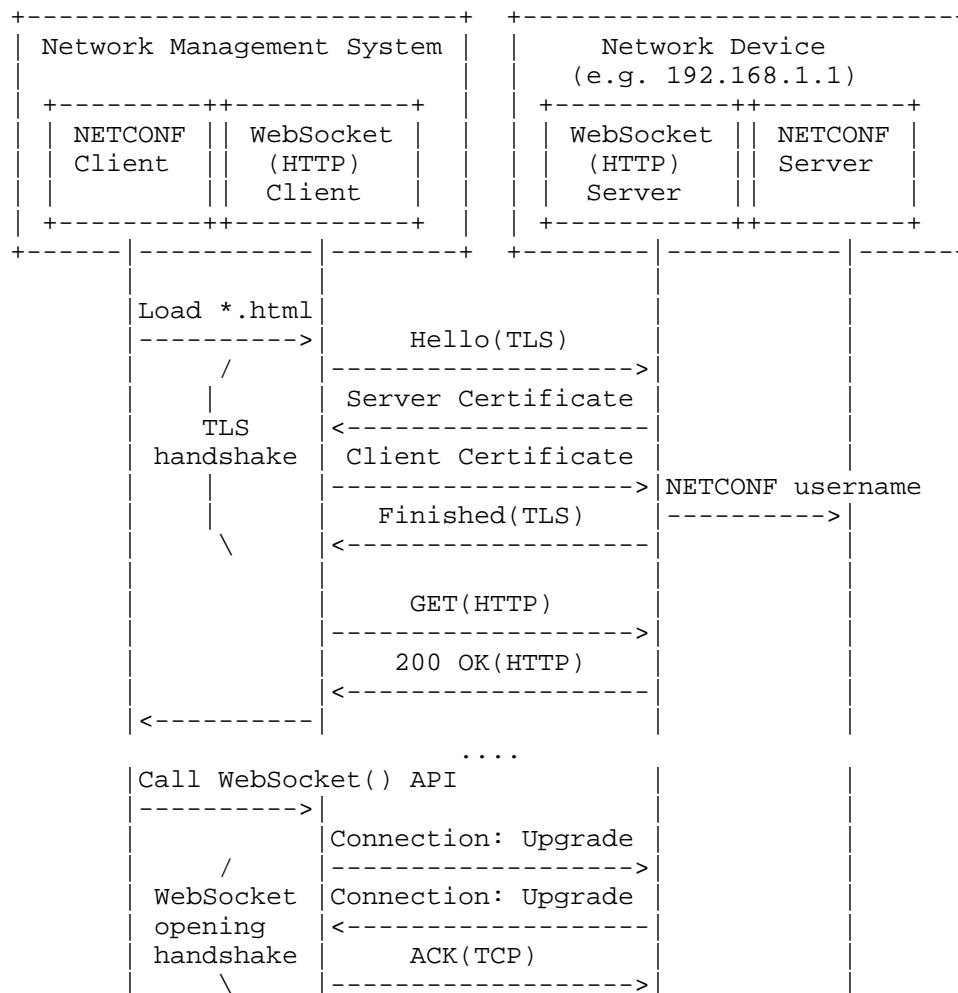 Network Management System Network Device
(e.g. 192.168.1.1)
NETCONF WebSocket WebSocket NETCONF
Client (HTTP) (HTTP) Server
Client Server
Load *.html
Hello(TLS)
Server Certificate
TLS
handshake Client Certificate
NETCONF username
Finished(TLS)
GET(HTTP)
200 OK(HTTP)
....
Call WebSocket() API
Connection: Upgrade
WebSocket Connection: Upgrade
opening
handshake ACK(TCP)